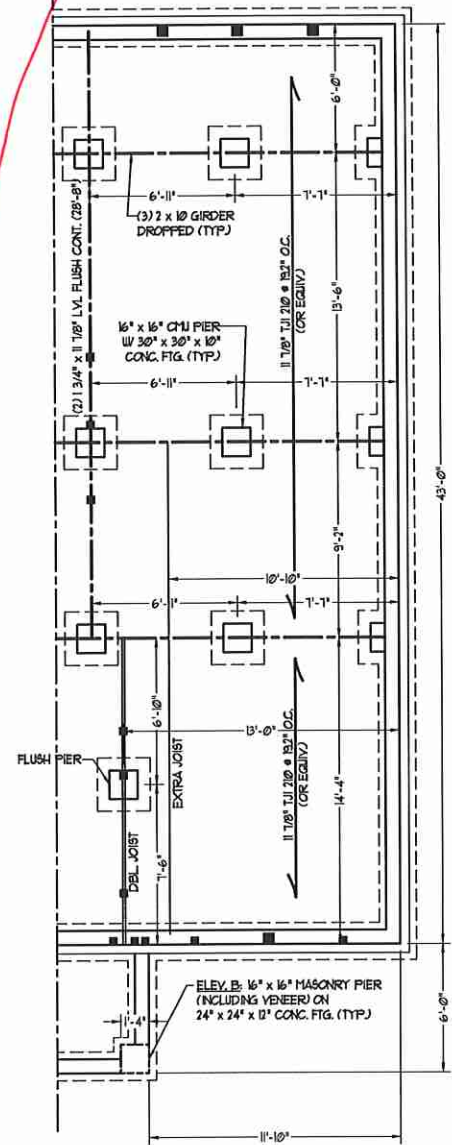 6'-0"
6'-11"
7'-7"
(3) 2 x 10 GIRDER
DROPPED (TYP.)
(2) 1 3/4" x 11 7/8" LVL FLUSH CONT. (28'-8")
11 7/8" TJI 210 @ 19.2" O.C.
(OR EQUIV.)
13'-6"
16" x 16" CMU PIER
W/ 30" x 30" x 10"
CONC. FTG. (TYP.)
6'-11"
7'-7"
43'-0"
9'-2"
10'-10"
7'-7"
6'-10"
13'-0"
FLUSH PIER
EXTRA JOIST
11 7/8" TJI 210 @ 19.2" O.C.
(OR EQUIV.)
14'-4"
DBL. JOIST
7'-6"
ELEV. B: 16" x 16" MASONRY PIER
(INCLUDING VENEER) ON
24" x 24" x 12" CONC. FTG. (TYP.)
1'-4"
6'-0"
11'-10"